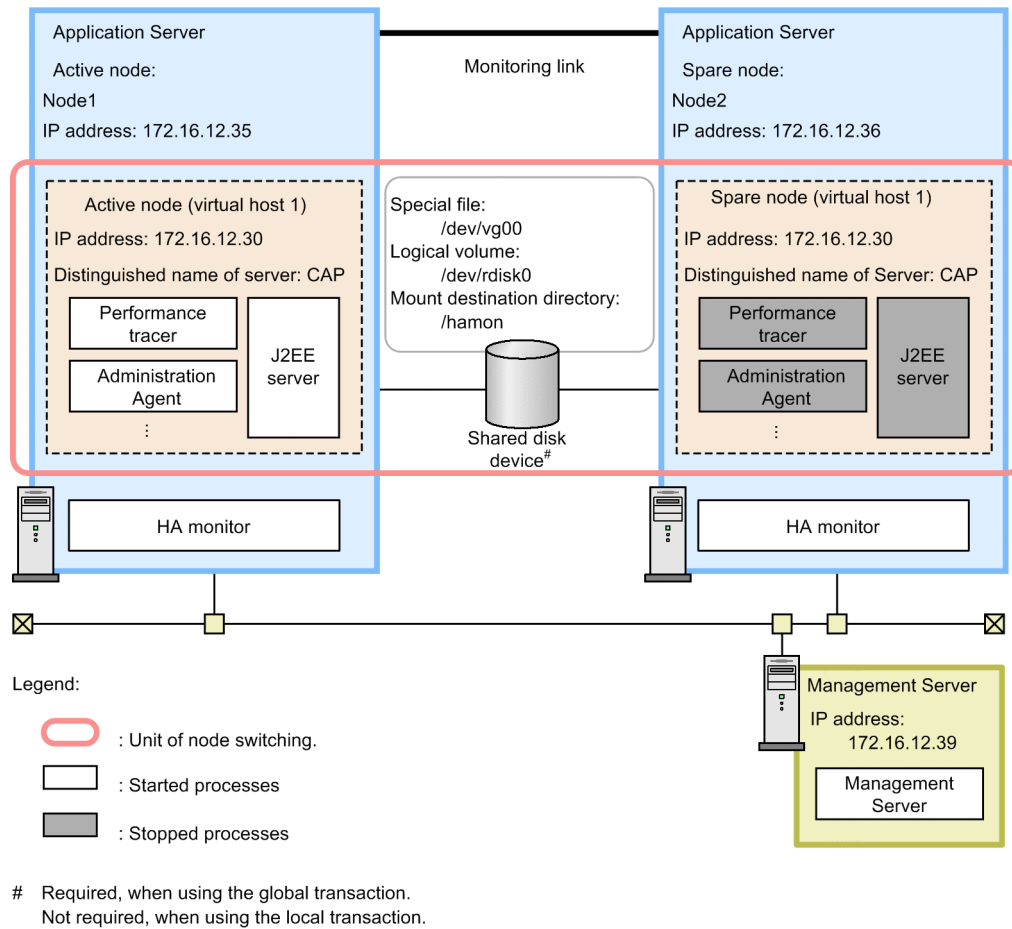 Application Server
Active node:
Node1
IP address: 172.16.12.35
Monitoring link
Application Server
Spare node:
Node2
IP address: 172.16.12.36
Active node (virtual host 1)
IP address: 172.16.12.30
Distinguished name of server: CAP
Performance
tracer
Administration
Agent
⋮
J2EE
server
Special file:
/dev/vg00
Logical volume:
/dev/rdisk0
Mount destination directory:
/hamon
Shared disk
device#
Spare node (virtual host 1)
IP address: 172.16.12.30
Distinguished name of Server: CAP
Performance
tracer
Administration
Agent
⋮
J2EE
server
HA monitor
HA monitor
Management Server
IP address:
172.16.12.39
Management
Server
Legend:
: Unit of node switching.
: Started processes
: Stopped processes
# Required, when using the global transaction.
Not required, when using the local transaction.